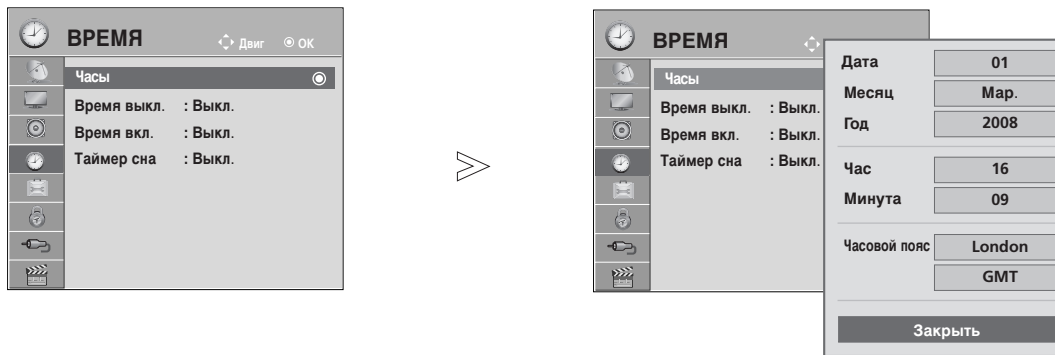 ВРЕМЯ
Двиг ОК
Часы
Время выкл. : Выкл.
Время вкл. : Выкл.
Таймер сна : Выкл.
ВРЕМЯ
Часы
Время выкл. : Выкл.
Время вкл. : Выкл.
Таймер сна : Выкл.
Дата 01
Месяц Мар.
Год 2008
Час 16
Минута 09
Часовой пояс London
GMT
Закрыть